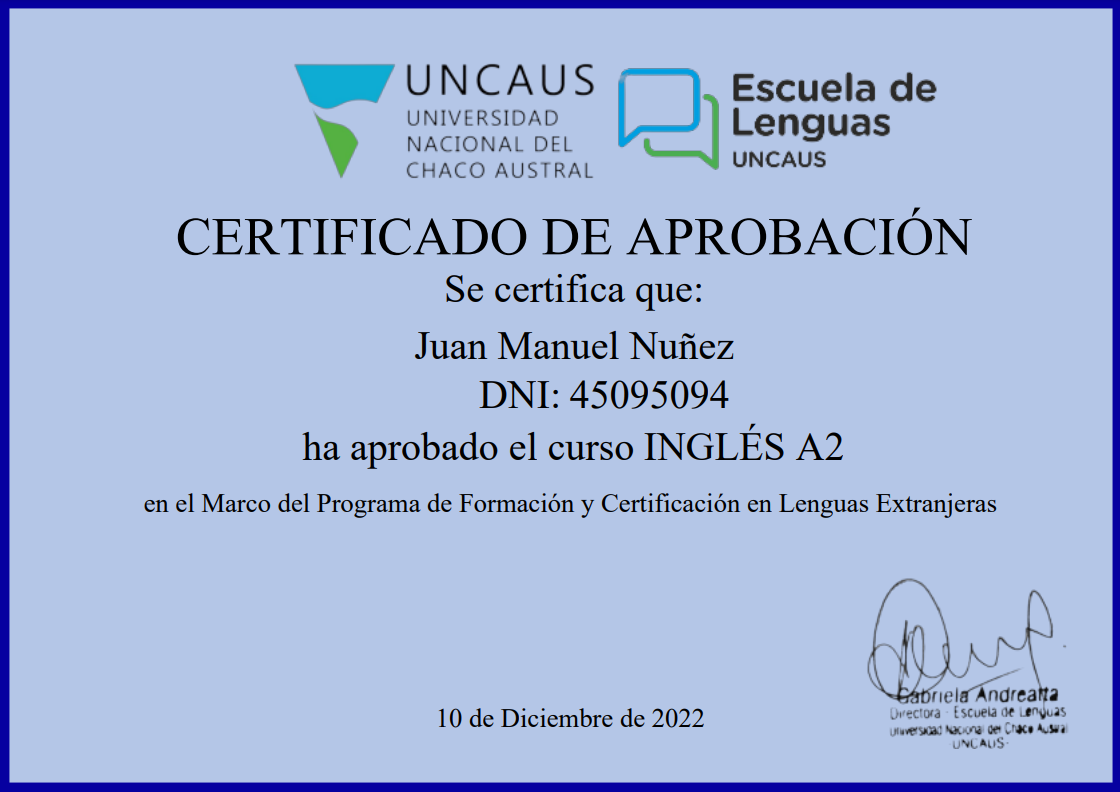 UNCAUS
UNIVERSIDAD
NACIONAL DEL
CHACO AUSTRAL
Escuela de
Lenguas
UNCAUS
CERTIFICADO DE APROBACIÓN
Se certifica que:
Juan Manuel Nuñez
DNI: 45095094
ha aprobado el curso INGLÉS A2
en el Marco del Programa de Formación y Certificación en Lenguas Extranjeras
10 de Diciembre de 2022
Gabriela Andreatta
Directora - Escuela de Lenguas
Universidad Nacional del Chaco Austral
-UNCAUS-